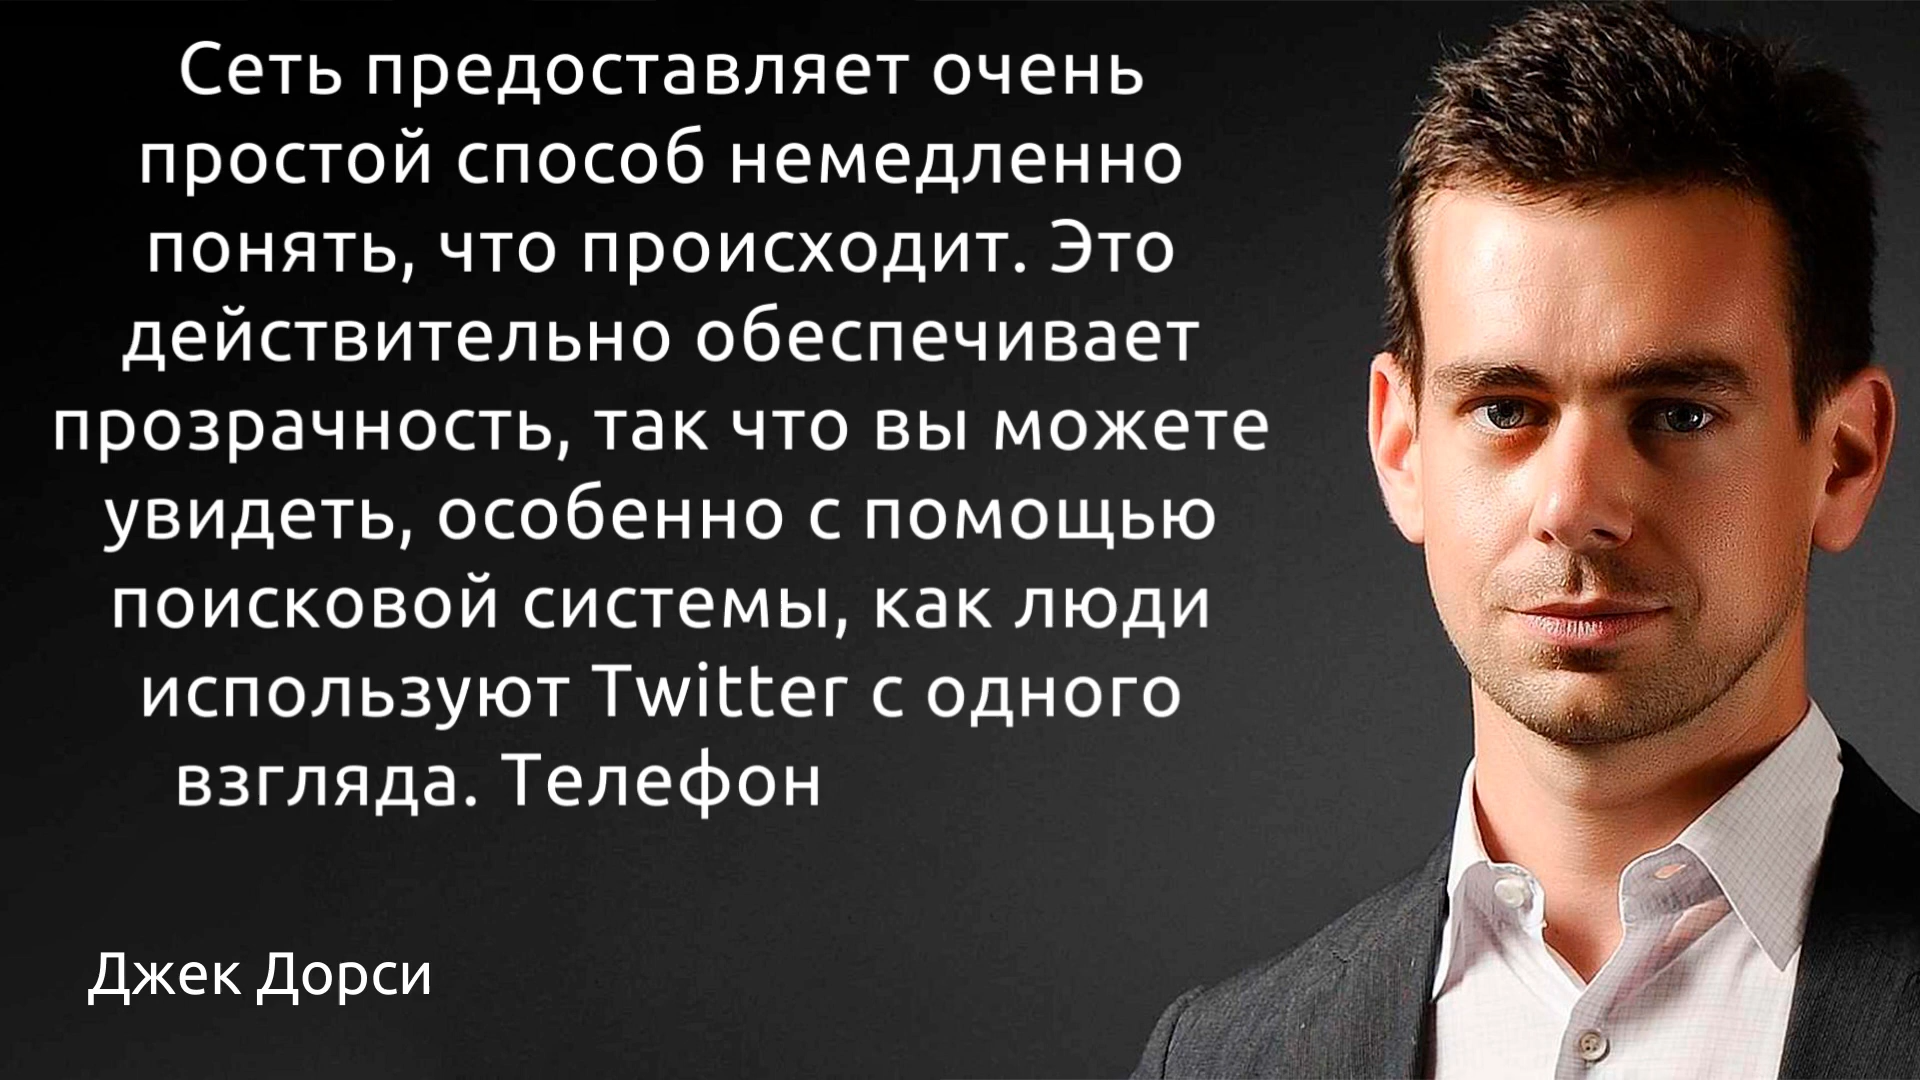 Сеть предоставляет очень
простой способ немедленно
понять, что происходит. Это
действительно обеспечивает
прозрачность, так что вы можете
увидеть, особенно с помощью
поисковой системы, как люди
используют Twitter с одного
взгляда. Телефон
Джек Дорси